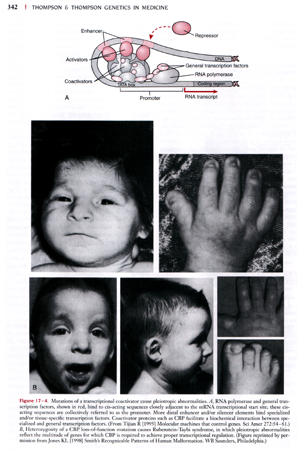 342 | THOMPSON & THOMPSON GENETICS IN MEDICINE
Enhancer
Repressor
Activators
DNA
General transcription factors
RNA polymerase
Coactivators
TATA box
Coding region
A
Promoter
RNA transcript
B
Figure 17-4. Mutations of a transcriptional coactivator cause pleiotropic abnormalities. A, RNA polymerase and general tran-
scription factors, shown in red, bind to cis-acting sequences closely adjacent to the mRNA transcriptional start site; these cis-
acting sequences are collectively referred to as the promoter. More distal enhancer and/or silencer elements bind specialized
and/or tissue-specific transcription factors. Coactivator proteins such as CBP facilitate a biochemical interaction between spe-
cialized and general transcription factors. (From Tijian R [1995] Molecular machines that control genes. Sci Amer 272:54–61.)
B, Heterozygosity of a CBP loss-of-function mutation causes Rubinstein-Taybi syndrome, in which pleiotropic abnormalities
reflect the multitude of genes for which CBP is required to achieve proper transcriptional regulation. (Figure reprinted by per-
mission from Jones KL. [1998] Smith's Recognizable Patterns of Human Malformation. WB Saunders, Philadelphia.)